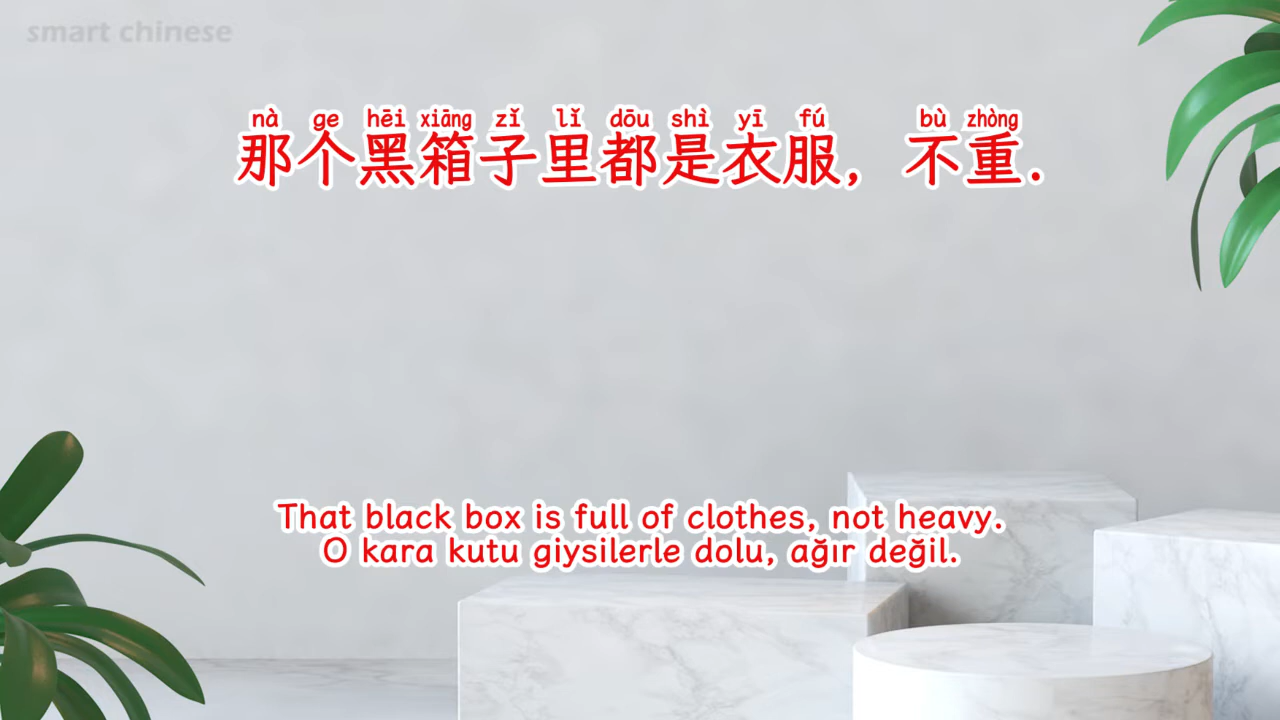 smart chinese
nà ge hēi xiāng zǐ lǐ dōu shì yī fú bù zhòng
那个黑箱子里都是衣服, 不重.
That black box is full of clothes, not heavy.
O kara kutu giysilerle dolu, ağır değil.